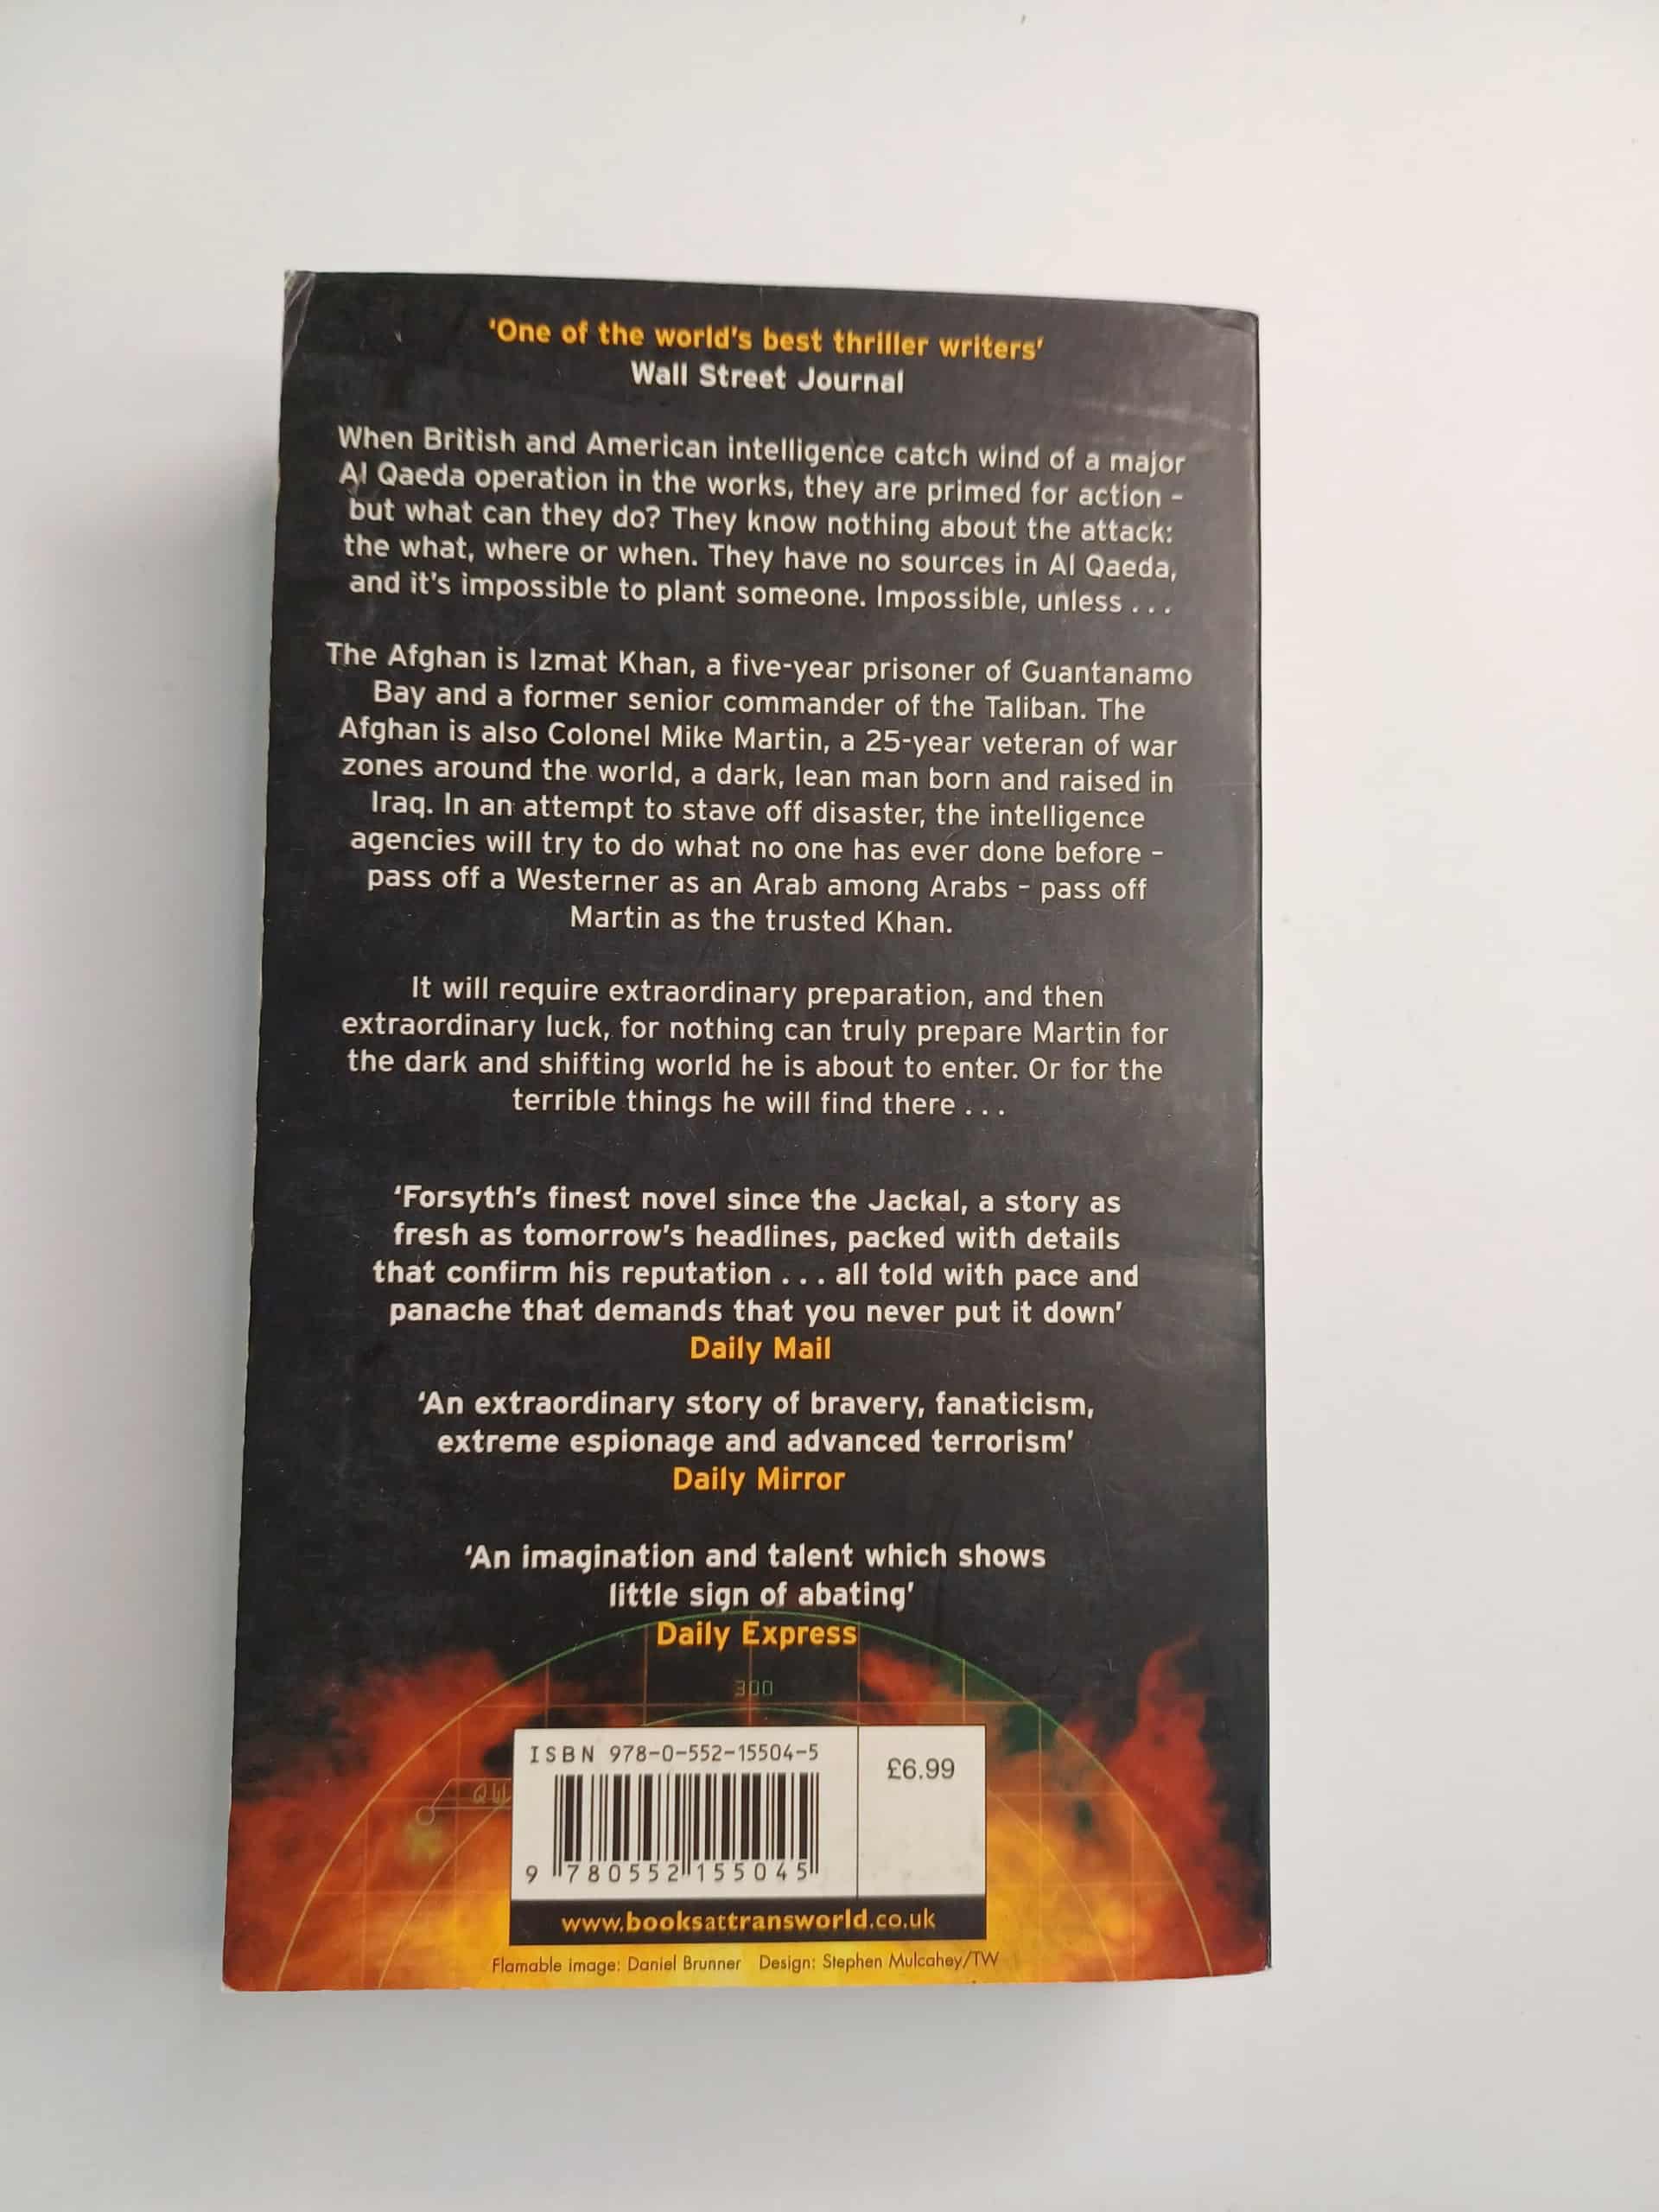 'One of the world's best thriller writers'
Wall Street Journal
When British and American intelligence catch wind of a major
Al Qaeda operation in the works, they are primed for action –
but what can they do? They know nothing about the attack:
the what, where or when. They have no sources in Al Qaeda,
and it's impossible to plant someone. Impossible, unless . . .
The Afghan is Izmat Khan, a five-year prisoner of Guantanamo
Bay and a former senior commander of the Taliban. The
Afghan is also Colonel Mike Martin, a 25-year veteran of war
zones around the world, a dark, lean man born and raised in
Iraq. In an attempt to stave off disaster, the intelligence
agencies will try to do what no one has ever done before –
pass off a Westerner as an Arab among Arabs – pass off
Martin as the trusted Khan.
It will require extraordinary preparation, and then
extraordinary luck, for nothing can truly prepare Martin for
the dark and shifting world he is about to enter. Or for the
terrible things he will find there . . .
'Forsyth's finest novel since the Jackal, a story as
fresh as tomorrow's headlines, packed with details
that confirm his reputation . . . all told with pace and
panache that demands that you never put it down'
Daily Mail
'An extraordinary story of bravery, fanaticism,
extreme espionage and advanced terrorism'
Daily Mirror
'An imagination and talent which shows
little sign of abating'
Daily Express
300
ISBN 978-0-552-15504-5
£6.99
9 780552 155045
www.booksattransworld.co.uk
Flamable image: Daniel Brunner Design: Stephen Mulcahey/TW